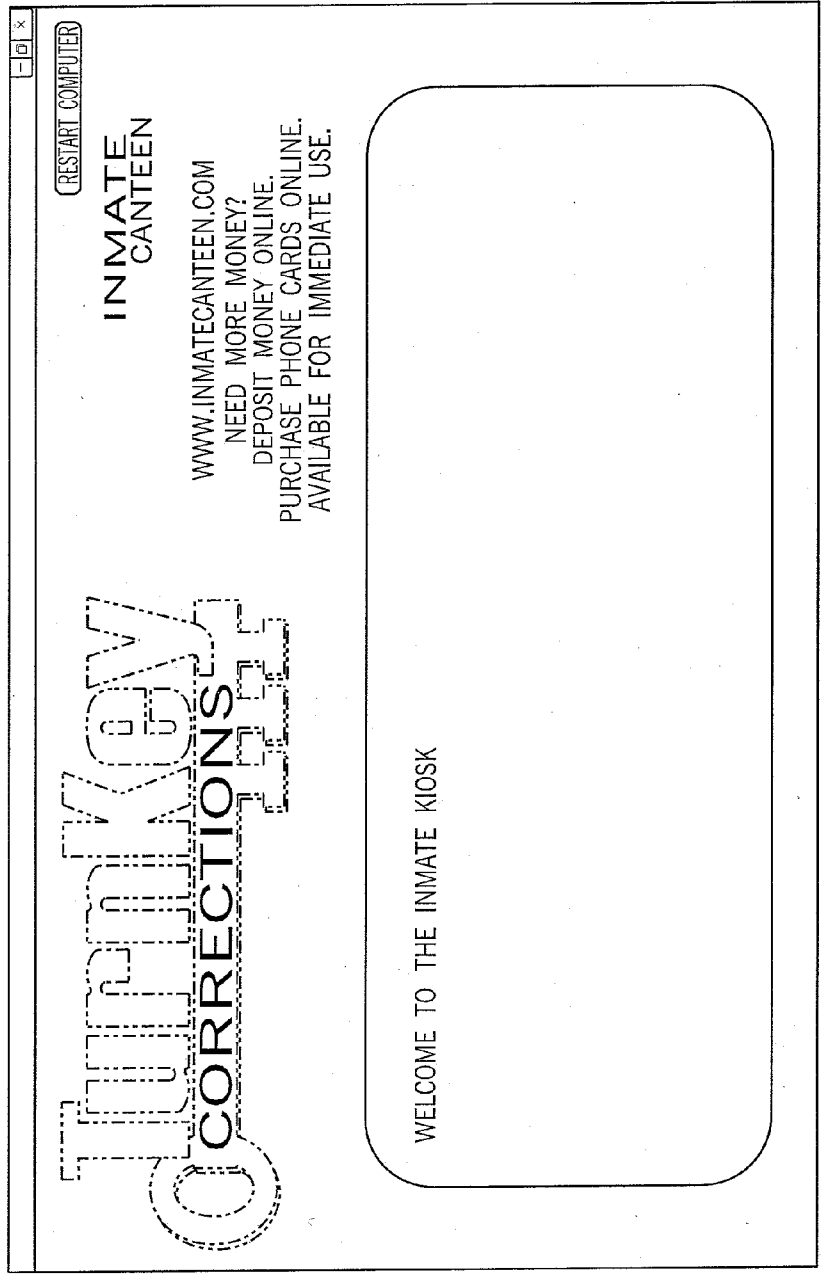 RESTART COMPUTER
TurnKey
CORRECTIONS
INMATE
CANTEEN
WWW.INMATECANTEEN.COM
NEED MORE MONEY?
DEPOSIT MONEY ONLINE.
PURCHASE PHONE CARDS ONLINE.
AVAILABLE FOR IMMEDIATE USE.
WELCOME TO THE INMATE KIOSK